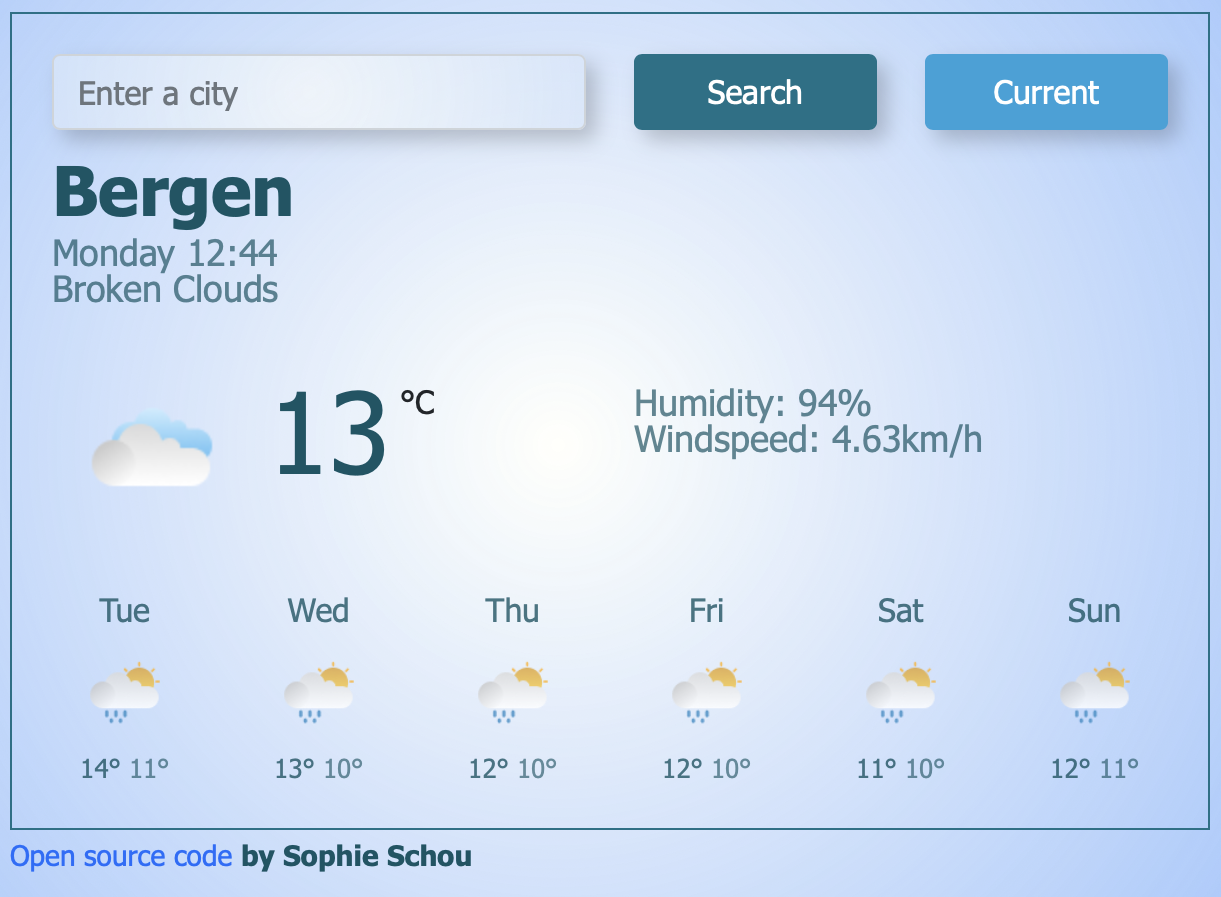 Enter a city
Search
Current
Bergen
Monday 12:44
Broken Clouds
13 °C
Humidity: 94%
Windspeed: 4.63km/h
Tue Wed Thu Fri Sat Sun
14° 11° 13° 10° 12° 10° 12° 10° 11° 10° 12° 11°
Open source code by Sophie Schou